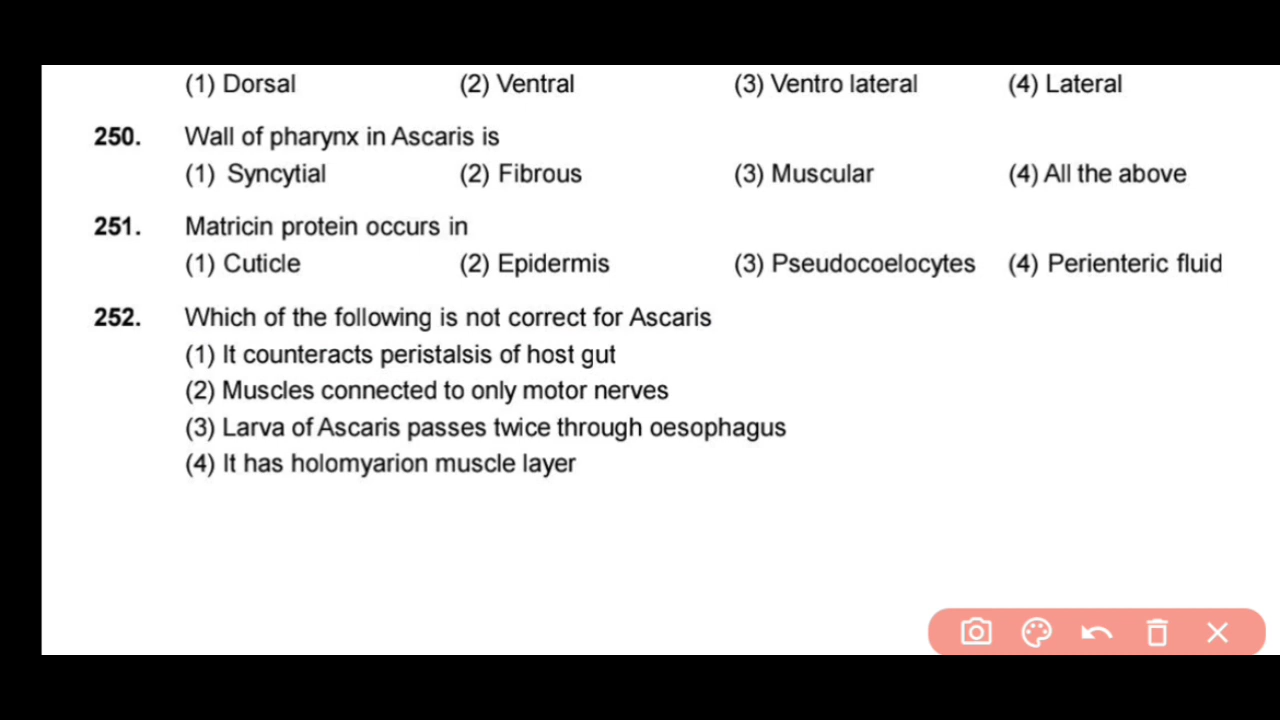 (1) Dorsal (2) Ventral (3) Ventro lateral (4) Lateral
250. Wall of pharynx in Ascaris is
(1) Syncytial (2) Fibrous (3) Muscular (4) All the above
251. Matricin protein occurs in
(1) Cuticle (2) Epidermis (3) Pseudocoelocytes (4) Perienteric fluid
252. Which of the following is not correct for Ascaris
(1) It counteracts peristalsis of host gut
(2) Muscles connected to only motor nerves
(3) Larva of Ascaris passes twice through oesophagus
(4) It has holomyarion muscle layer